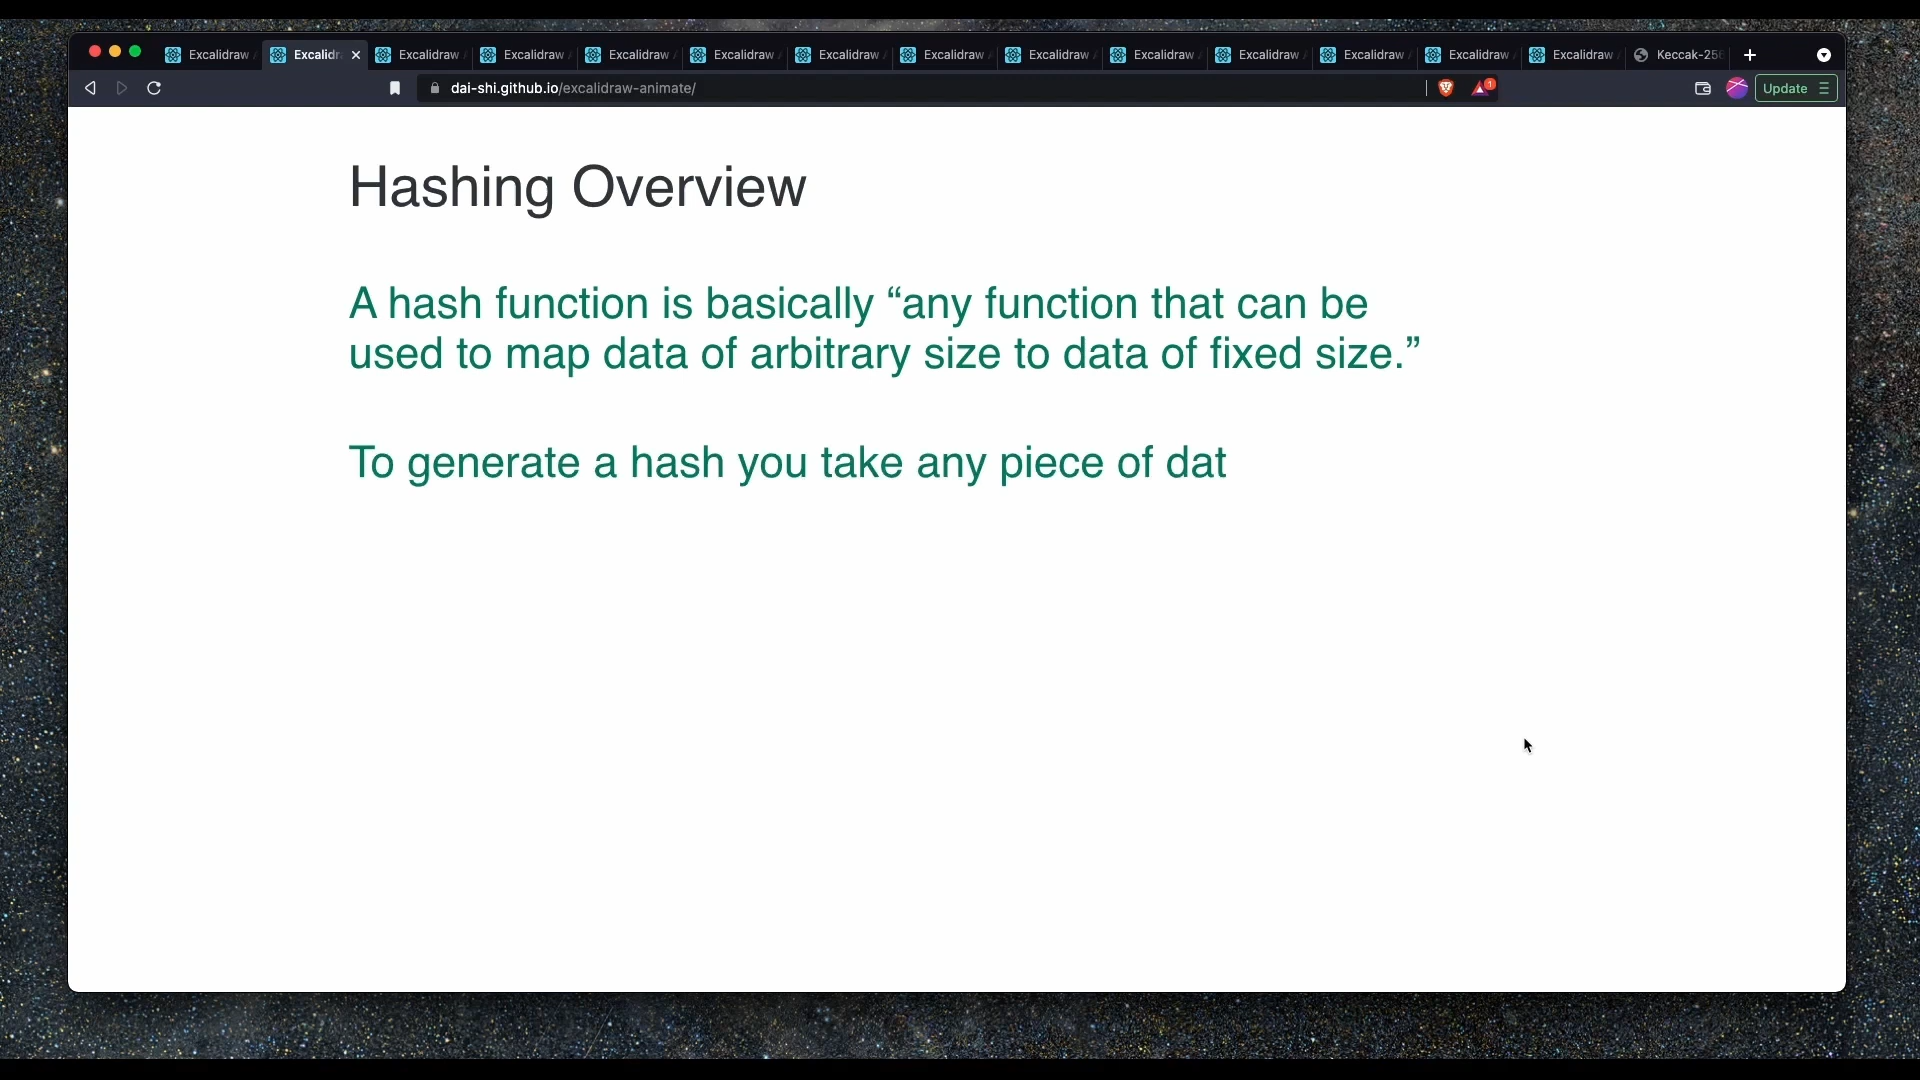 Excalidraw Excalidr Excalidraw Excalidraw Excalidraw Excalidraw Excalidraw Excalidraw Excalidraw Excalidraw Excalidraw Excalidraw Excalidraw Excalidraw Keccak-256
dai-shi.github.io/excalidraw-animate/ 1 Update
Hashing Overview
A hash function is basically “any function that can be
used to map data of arbitrary size to data of fixed size.”
To generate a hash you take any piece of dat